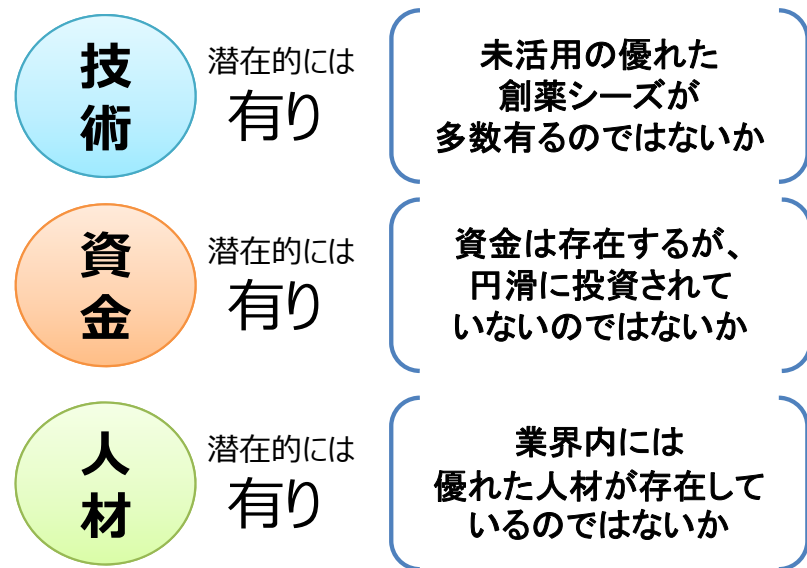 技術
潜在的には
有り
未活用の優れた
創薬シーズが
多数有るのではないか
資金
潜在的には
有り
資金は存在するが、
円滑に投資されて
いないのではないか
人材
潜在的には
有り
業界内には
優れた人材が存在して
いるのではないか